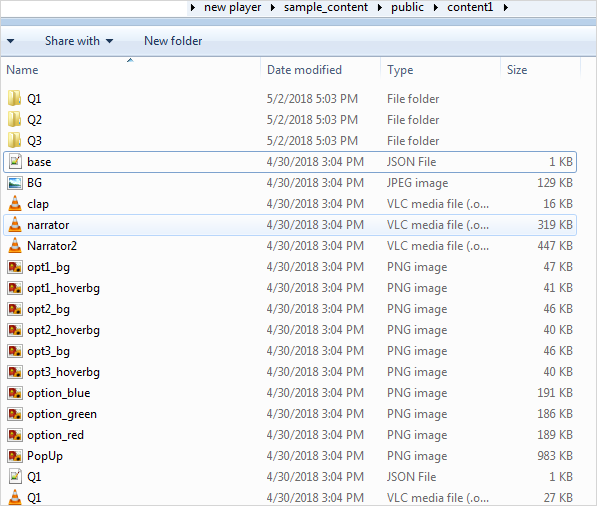 new player sample_content public content1
Share with New folder
Name Date modified Type Size
Q1 5/2/2018 5:03 PM File folder
Q2 5/2/2018 5:03 PM File folder
Q3 5/2/2018 5:03 PM File folder
base 4/30/2018 3:04 PM JSON File 1 KB
BG 4/30/2018 3:04 PM JPEG image 129 KB
clap 4/30/2018 3:04 PM VLC media file (.o... 16 KB
narrator 4/30/2018 3:04 PM VLC media file (.o... 319 KB
Narrator2 4/30/2018 3:04 PM VLC media file (.o... 447 KB
opt1_bg 4/30/2018 3:04 PM PNG image 47 KB
opt1_hoverbg 4/30/2018 3:04 PM PNG image 41 KB
opt2_bg 4/30/2018 3:04 PM PNG image 46 KB
opt2_hoverbg 4/30/2018 3:04 PM PNG image 40 KB
opt3_bg 4/30/2018 3:04 PM PNG image 46 KB
opt3_hoverbg 4/30/2018 3:04 PM PNG image 40 KB
option_blue 4/30/2018 3:04 PM PNG image 191 KB
option_green 4/30/2018 3:04 PM PNG image 186 KB
option_red 4/30/2018 3:04 PM PNG image 189 KB
PopUp 4/30/2018 3:04 PM PNG image 983 KB
Q1 4/30/2018 3:04 PM JSON File 1 KB
Q1 4/30/2018 3:04 PM VLC media file (.o... 27 KB